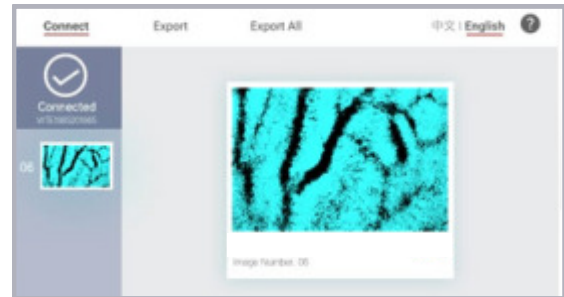 Connect Export Export All 中文 | English ?
Connected
06
Image Number. 06